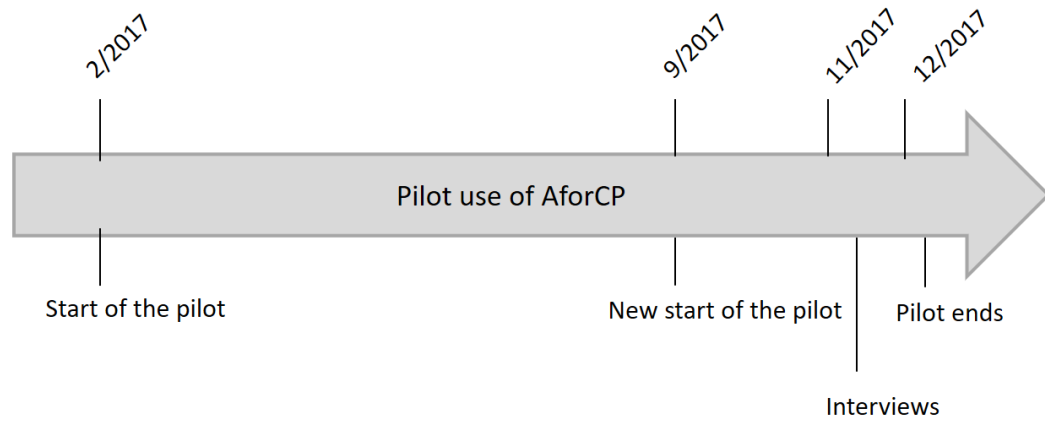 2/2017
9/2017
11/2017
12/2017
Pilot use of AforCP
Start of the pilot
New start of the pilot
Pilot ends
Interviews